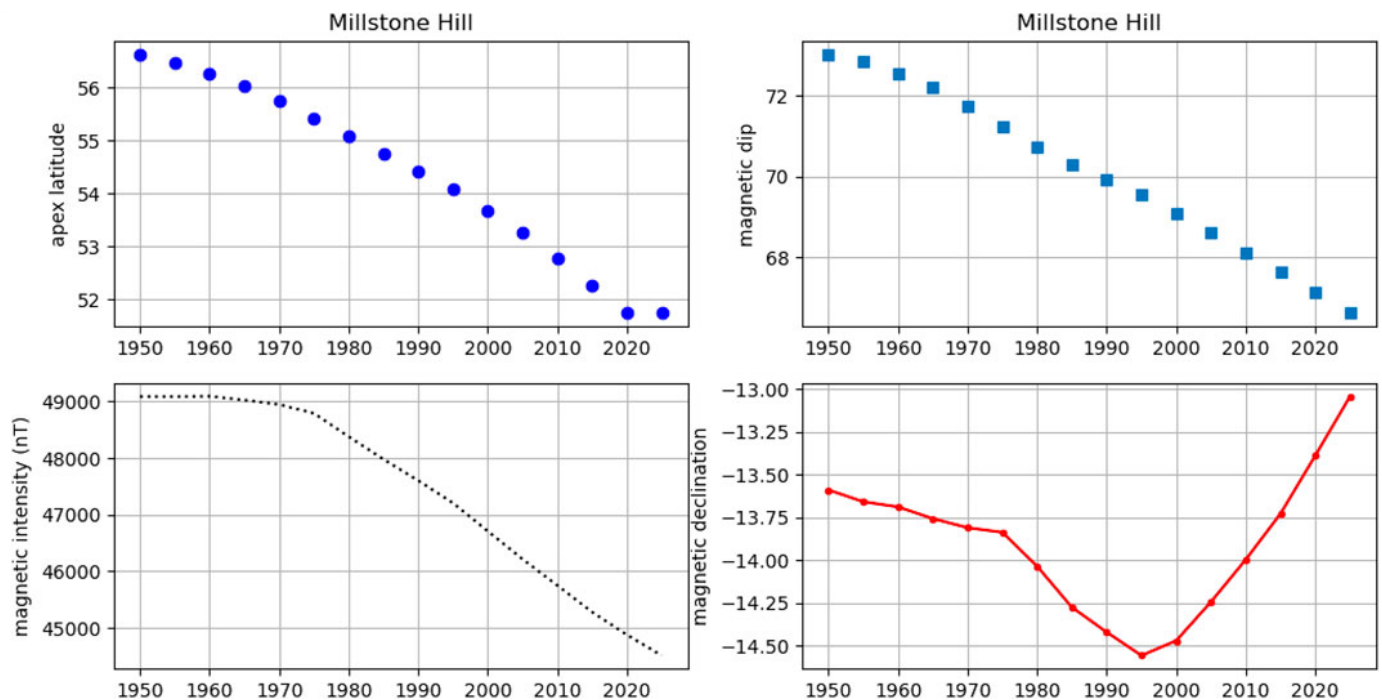 Millstone Hill
apex latitude
56
55
54
53
52
1950 1960 1970 1980 1990 2000 2010 2020
Millstone Hill
magnetic dip
72
70
68
1950 1960 1970 1980 1990 2000 2010 2020
magnetic intensity (nT)
49000
48000
47000
46000
45000
1950 1960 1970 1980 1990 2000 2010 2020
magnetic declination
−13.00
−13.25
−13.50
−13.75
−14.00
−14.25
−14.50
1950 1960 1970 1980 1990 2000 2010 2020